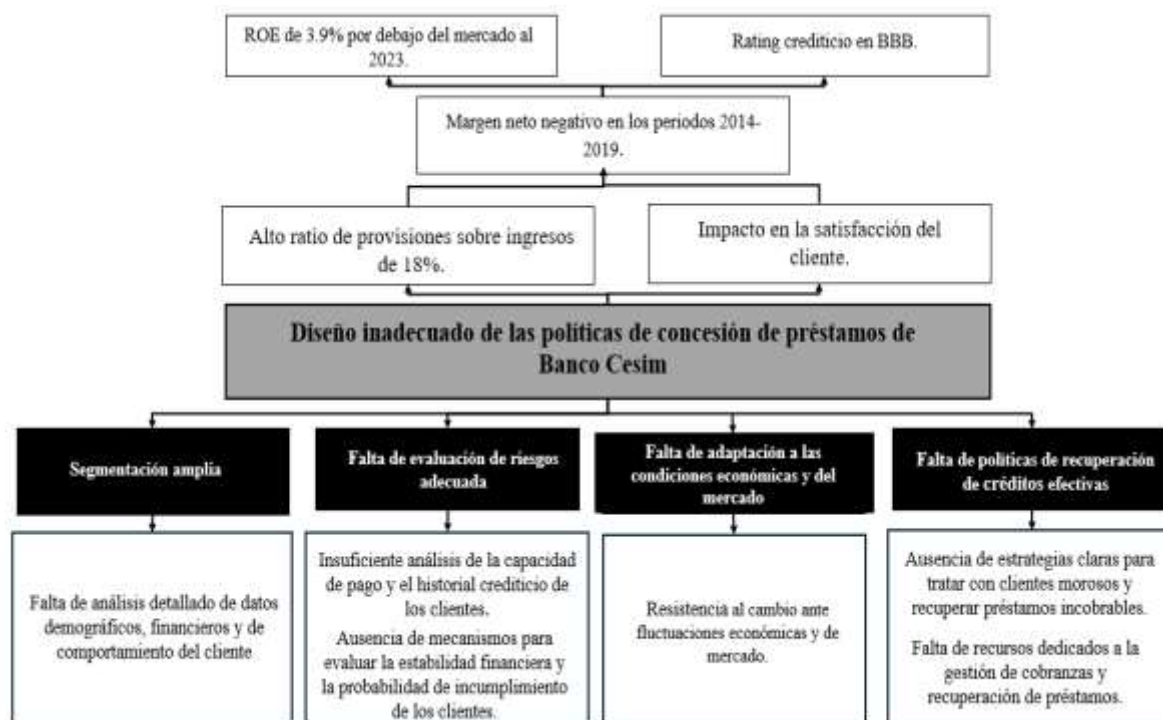 ROE de 3.9% por debajo del mercado al
2023.
Rating crediticio en BBB.
Margen neto negativo en los periodos 2014-
2019.
Alto ratio de provisiones sobre ingresos
de 18%.
Impacto en la satisfacción del
cliente.
Diseño inadecuado de las políticas de concesión de préstamos de
Banco Cesim
Segmentación amplia
Falta de evaluación de riesgos
adecuada
Falta de adaptación a las
condiciones económicas y del
mercado
Falta de políticas de recuperación
de créditos efectivas
Falta de análisis detallado de datos
demográficos, financieros y de
comportamiento del cliente
Insuficiente análisis de la capacidad
de pago y el historial crediticio de
los clientes.
Ausencia de mecanismos para
evaluar la estabilidad financiera y
la probabilidad de incumplimiento
de los clientes.
Resistencia al cambio ante
fluctuaciones económicas y de
mercado.
Ausencia de estrategias claras para
tratar con clientes morosos y
recuperar préstamos incobrables.
Falta de recursos dedicados a la
gestión de cobranzas y
recuperación de préstamos.